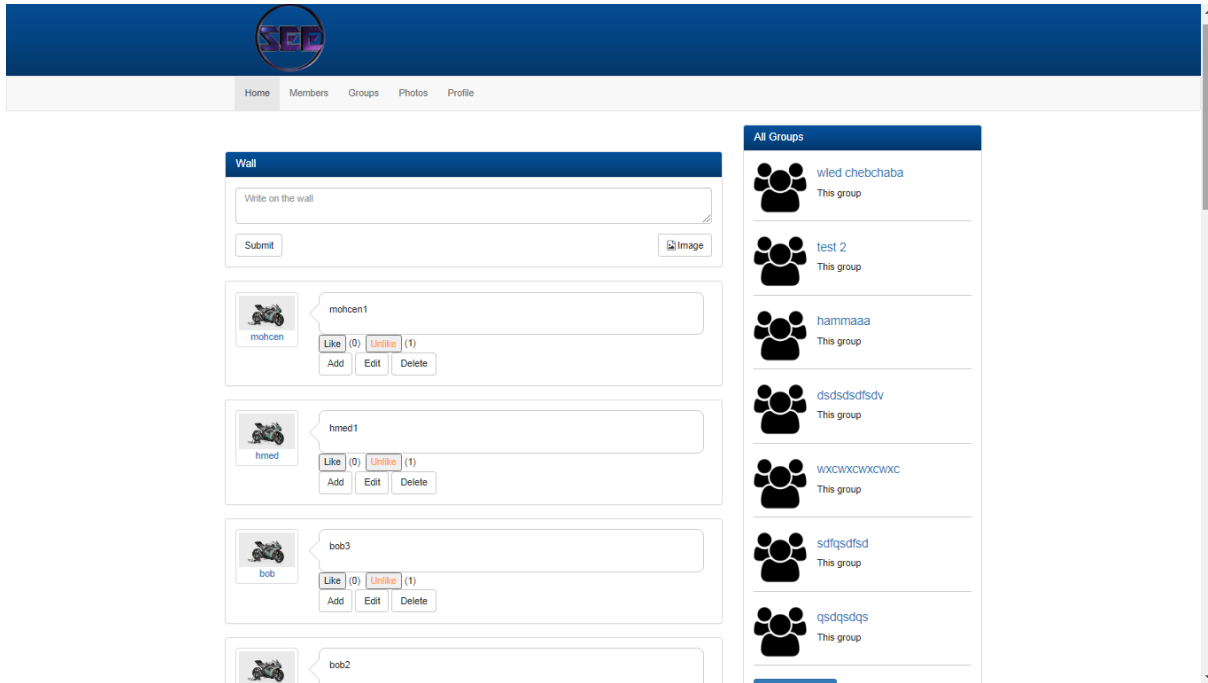 SEE
Home Members Groups Photos Profile
Wall
Write on the wall
Submit Image
mohcen
mohcen1
Like (0) Unlike (1)
Add Edit Delete
hmed
hmed1
Like (0) Unlike (1)
Add Edit Delete
bob
bob3
Like (0) Unlike (1)
Add Edit Delete
bob2
All Groups
wled chebchaba
This group
test 2
This group
hammaaa
This group
dsdsdsdfsdv
This group
wxcwxcwxcwxc
This group
sdfqsdfsd
This group
qsdqsdqs
This group